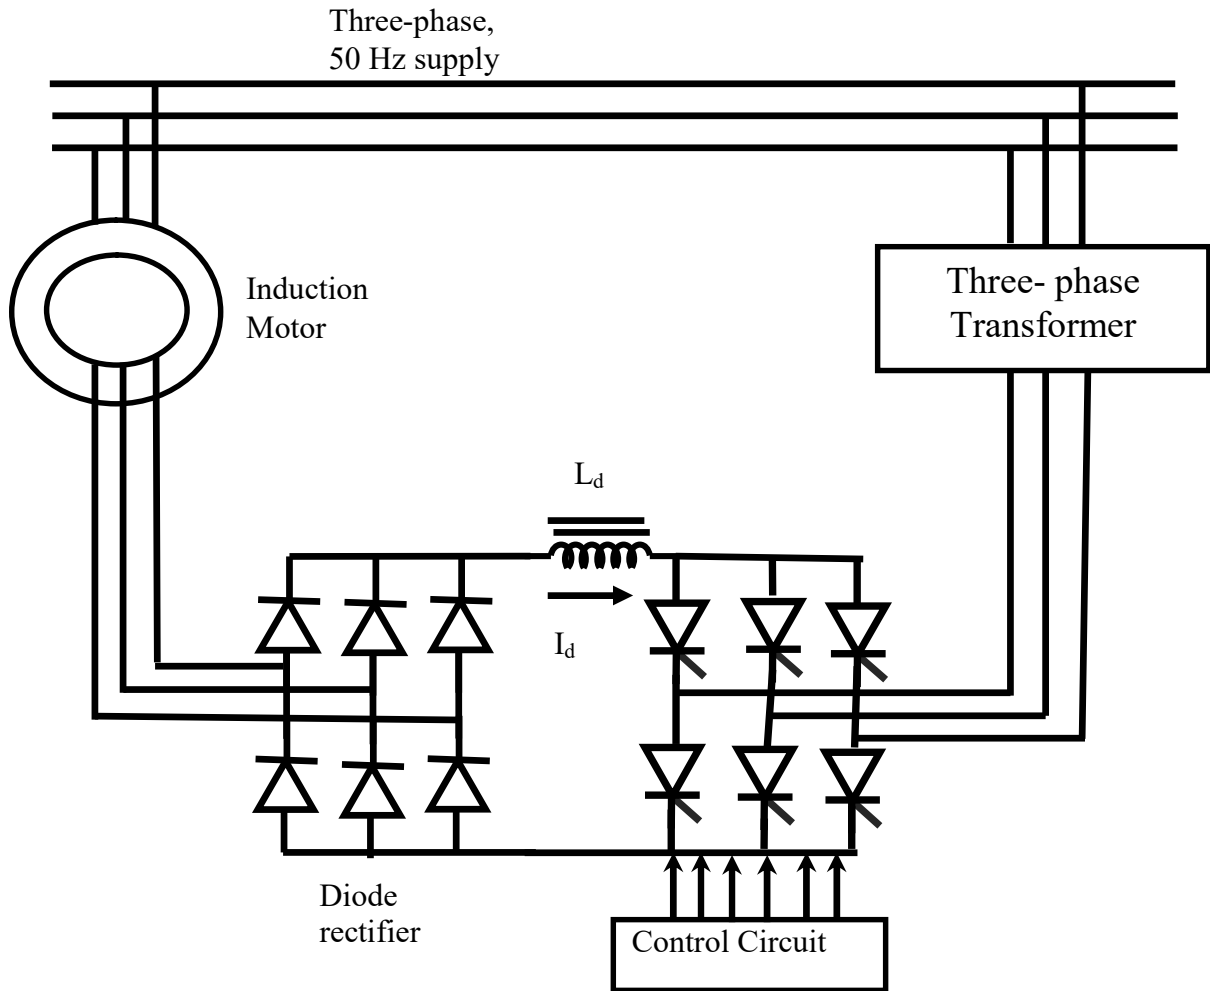 Three-phase,
50 Hz supply
Induction
Motor
Three- phase
Transformer
Ld
Id
Diode
rectifier
Control Circuit